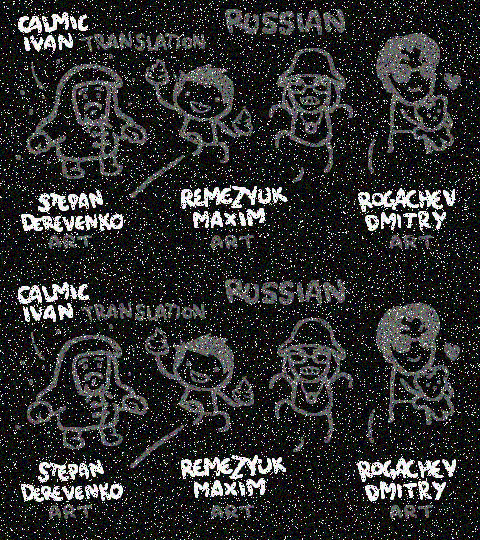 RUSSIAN
CALMIC
IVAN TRANSLATION
STEPAN
DEREVENKO
ART
REMEZYUK
MAXIM
ART
ROGACHEV
DMITRY
ART
RUSSIAN
CALMIC
IVAN TRANSLATION
STEPAN
DEREVENKO
ART
REMEZYUK
MAXIM
ART
ROGACHEV
DMITRY
ART